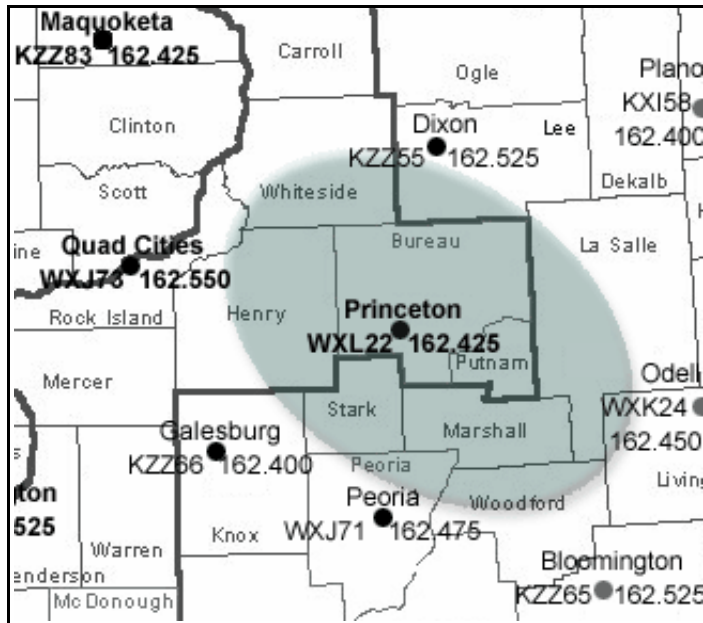 Maquoketa
KZZ83 162.425
Carroll
Ogle
Plano
KXI58
162.400
Clinton
Dixon
Lee
KZZ55 162.525
Scott
Whiteside
Dekalb
Quad Cities
WXJ73 162.550
Bureau
La Salle
Rock Island
Henry
Princeton
WXL22 162.425
Putnam
Mercer
Odell
WXK24
162.450
Stark
Marshall
Galesburg
KZZ66 162.400
Peoria
Peoria
WXJ71 162.475
Woodford
Living
ton
525
Knox
Warren
Bloomington
KZZ65 162.525
enderson
McDonough